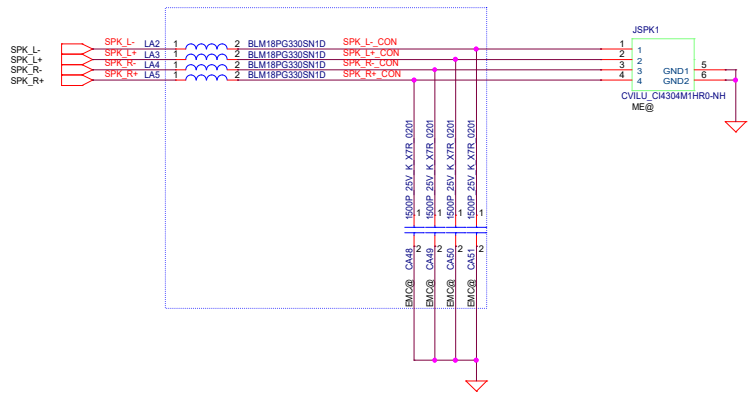 JSPK1
SPK_L- SPK_L- LA2 1 2 BLM18PG330SN1D SPK_L-_CON 1 1
SPK_L+ SPK_L+ LA3 1 2 BLM18PG330SN1D SPK_L+_CON 2 2
SPK_R- SPK_R- LA4 1 2 BLM18PG330SN1D SPK_R-_CON 3 3 GND1 5
SPK_R+ SPK_R+ LA5 1 2 BLM18PG330SN1D SPK_R+_CON 4 4 GND2 6
CVILU_CI4304M1HR0-NH
ME@
1500P_25V_K_X7R_0201
1500P_25V_K_X7R_0201
1500P_25V_K_X7R_0201
1500P_25V_K_X7R_0201
1 1 1 1
2 2 2 2
EMC@ CA48
EMC@ CA49
EMC@ CA50
EMC@ CA51